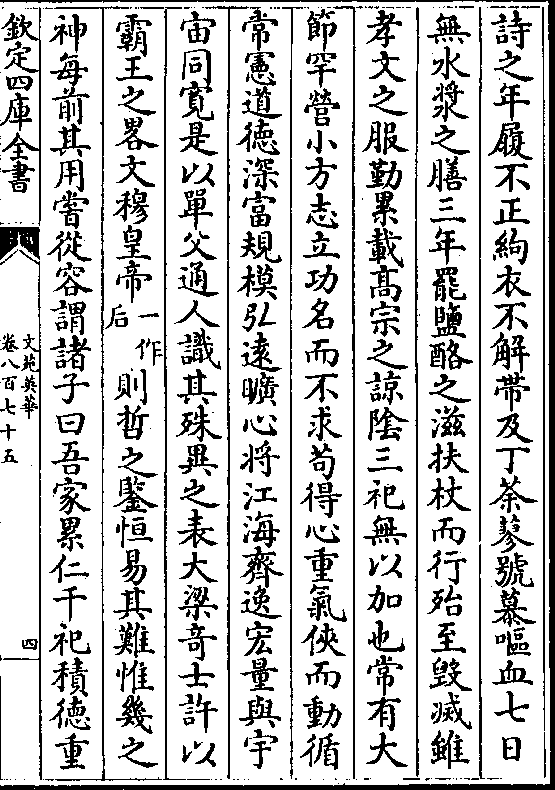 詩之年履不正絇衣不解帶及丁荼蓼號慕嘔血七日
無水漿之膳三年罷鹽酪之滋扶杖而行殆至毀滅雖
孝文之服勤累載髙宗之諒陰三祀無以加也常有大
節罕營小方志立功名而不求苟得心重氣俠而動循
常憲道德深富規模弘遠曠心將江海齊逸宏量與宇
宙同寛是以單父通人識其殊異之表大梁竒士許以
霸王之畧文穆皇帝一作后則哲之鑒恒易其難惟幾之
神每前其用嘗從容謂諸子曰吾家累仁千祀積德重
欽定四庫全書
文苑英華
卷八百七十五
四